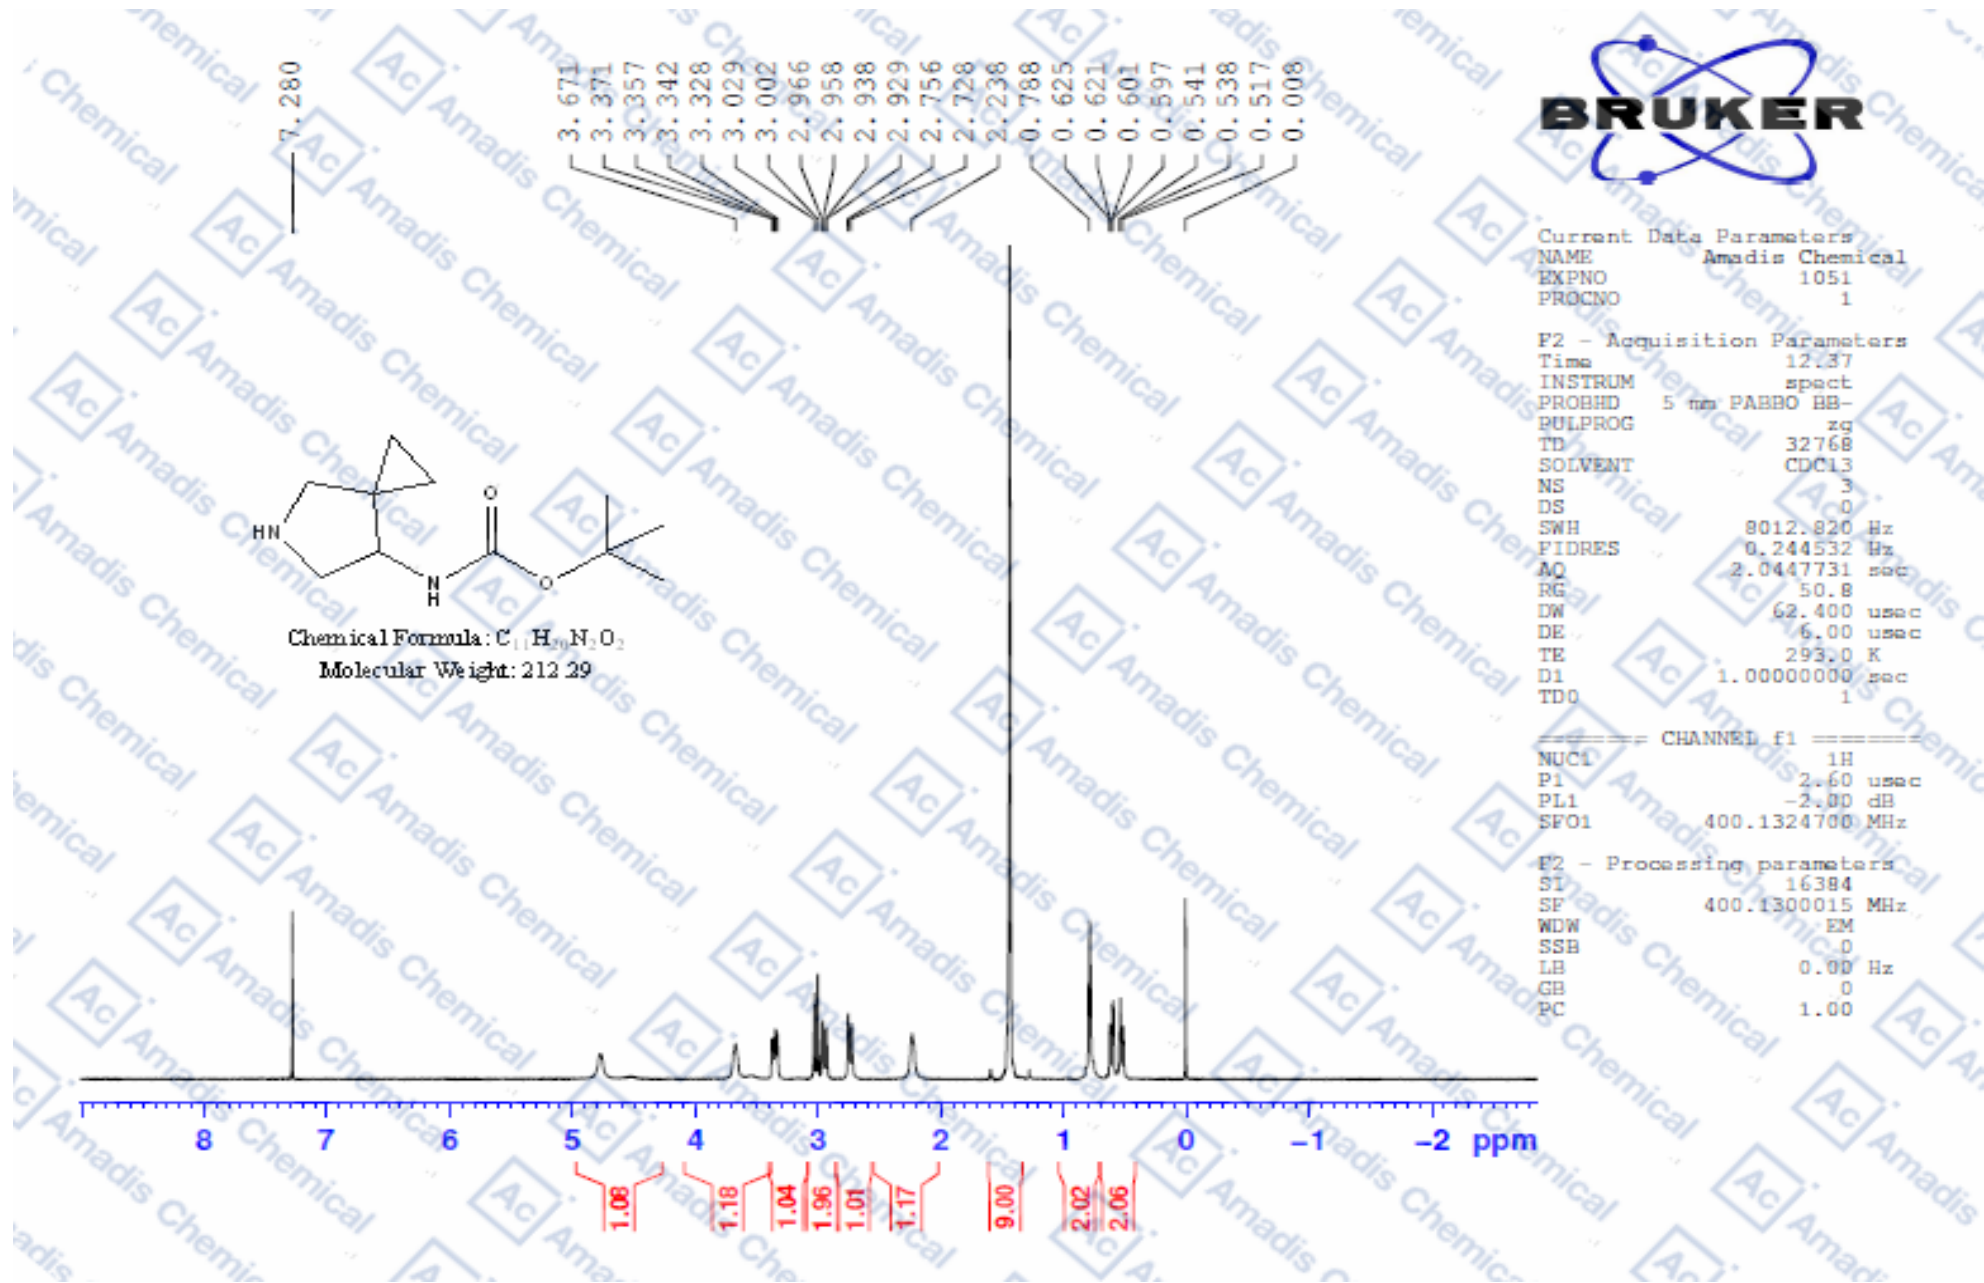 7.280
3.671
3.371
3.357
3.342
3.328
3.029
3.002
2.966
2.958
2.938
2.929
2.756
2.728
2.238
0.788
0.625
0.621
0.601
0.597
0.541
0.538
0.517
0.008
BRUKER
Current Data Parameters
NAME Amadis Chemical
EXPNO 1051
PROCNO 1
F2 - Acquisition Parameters
Time 12.37
INSTRUM spect
PROBHD 5 mm PABBO BB-
PULPROG zg
TD 32768
SOLVENT CDCl3
NS 3
DS 0
SWH 8012.820 Hz
FIDRES 0.244532 Hz
AQ 2.0447731 sec
RG 50.8
DW 62.400 usec
DE 6.00 usec
TE 293.0 K
D1 1.00000000 sec
TD0 1
======== CHANNEL f1 ========
NUC1 1H
P1 2.60 usec
PL1 -2.00 dB
SFO1 400.1324700 MHz
F2 - Processing parameters
SI 16384
SF 400.1300015 MHz
WDW EM
SSB 0
LB 0.00 Hz
GB 0
PC 1.00
O
HN
N
H
O
Chemical Formula: C11H20N2O2
Molecular Weight: 212.29
8 7 6 5 4 3 2 1 0 -1 -2 ppm
1.08
1.18
1.04
1.96
1.01
1.17
9.00
2.02
2.06
Ac Amadis Chemical